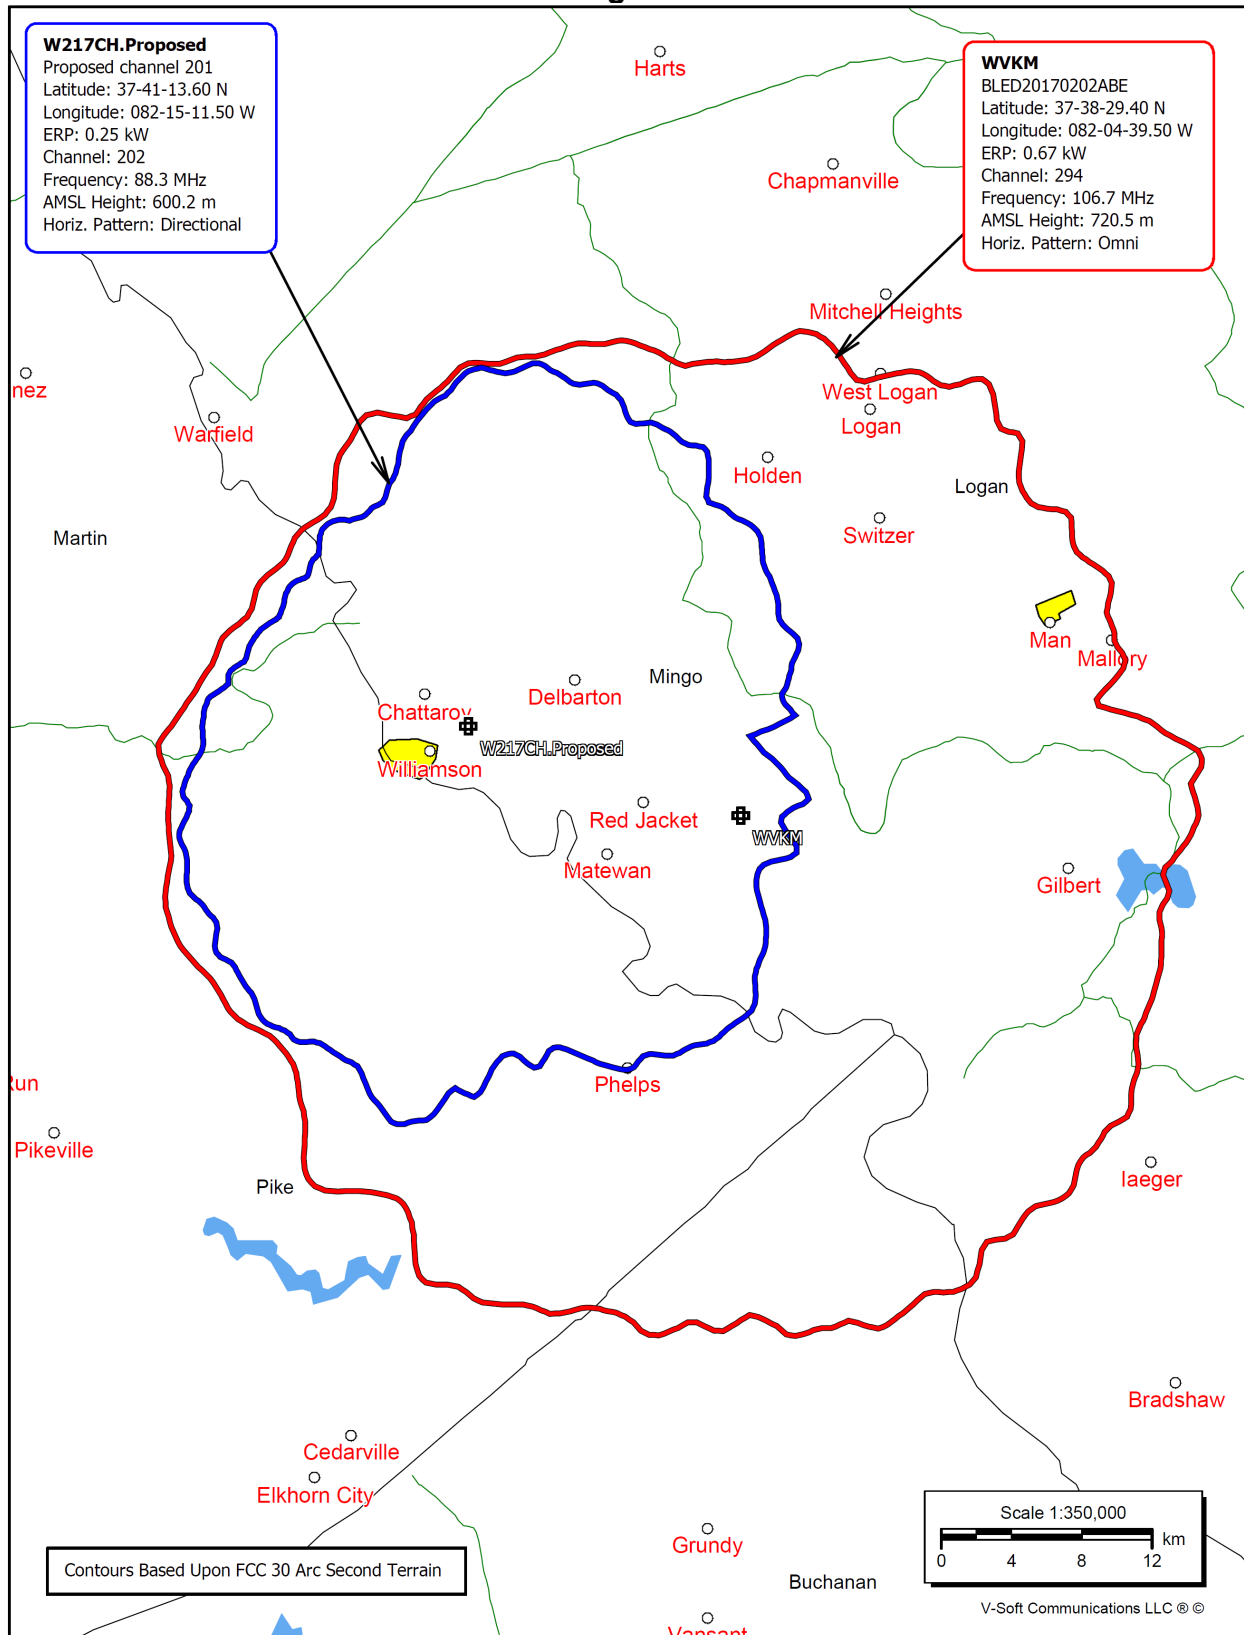 W217CH.Proposed
Proposed channel 201
Latitude: 37-41-13.60 N
Longitude: 082-15-11.50 W
ERP: 0.25 kW
Channel: 202
Frequency: 88.3 MHz
AMSL Height: 600.2 m
Horiz. Pattern: Directional
WVKM
BLED20170202ABE
Latitude: 37-38-29.40 N
Longitude: 082-04-39.50 W
ERP: 0.67 kW
Channel: 294
Frequency: 106.7 MHz
AMSL Height: 720.5 m
Horiz. Pattern: Omni
Harts
Chapmanville
Mitchell Heights
nez
West Logan
Logan
Warfield
Holden
Logan
Switzer
Martin
Man
Mallory
Mingo
Delbarton
Chattaroy
W217CH.Proposed
Williamson
Red Jacket
WVKM
Matewan
Gilbert
Phelps
Run
Pikeville
Iaeger
Pike
Bradshaw
Cedarville
Elkhorn City
Grundy
Buchanan
Vansant
Scale 1:350,000
km
0 4 8 12
Contours Based Upon FCC 30 Arc Second Terrain
V-Soft Communications LLC ® ©